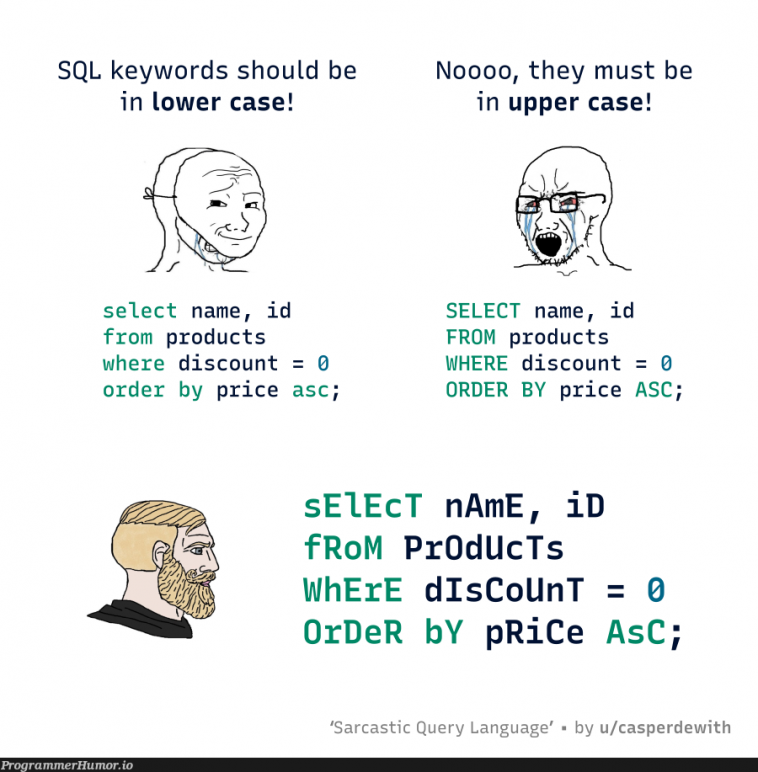 SQL keywords should be
in lower case!
Noooo, they must be
in upper case!
select name, id
from products
where discount = 0
order by price asc;
SELECT name, id
FROM products
WHERE discount = 0
ORDER BY price ASC;
sElEcT nAmE, iD
fRoM PrOdUcTs
WhErE dIsCoUnT = 0
OrDeR bY pRiCe AsC;
‘Sarcastic Query Language’ • by u/casperdewith
ProgrammerHumor.io